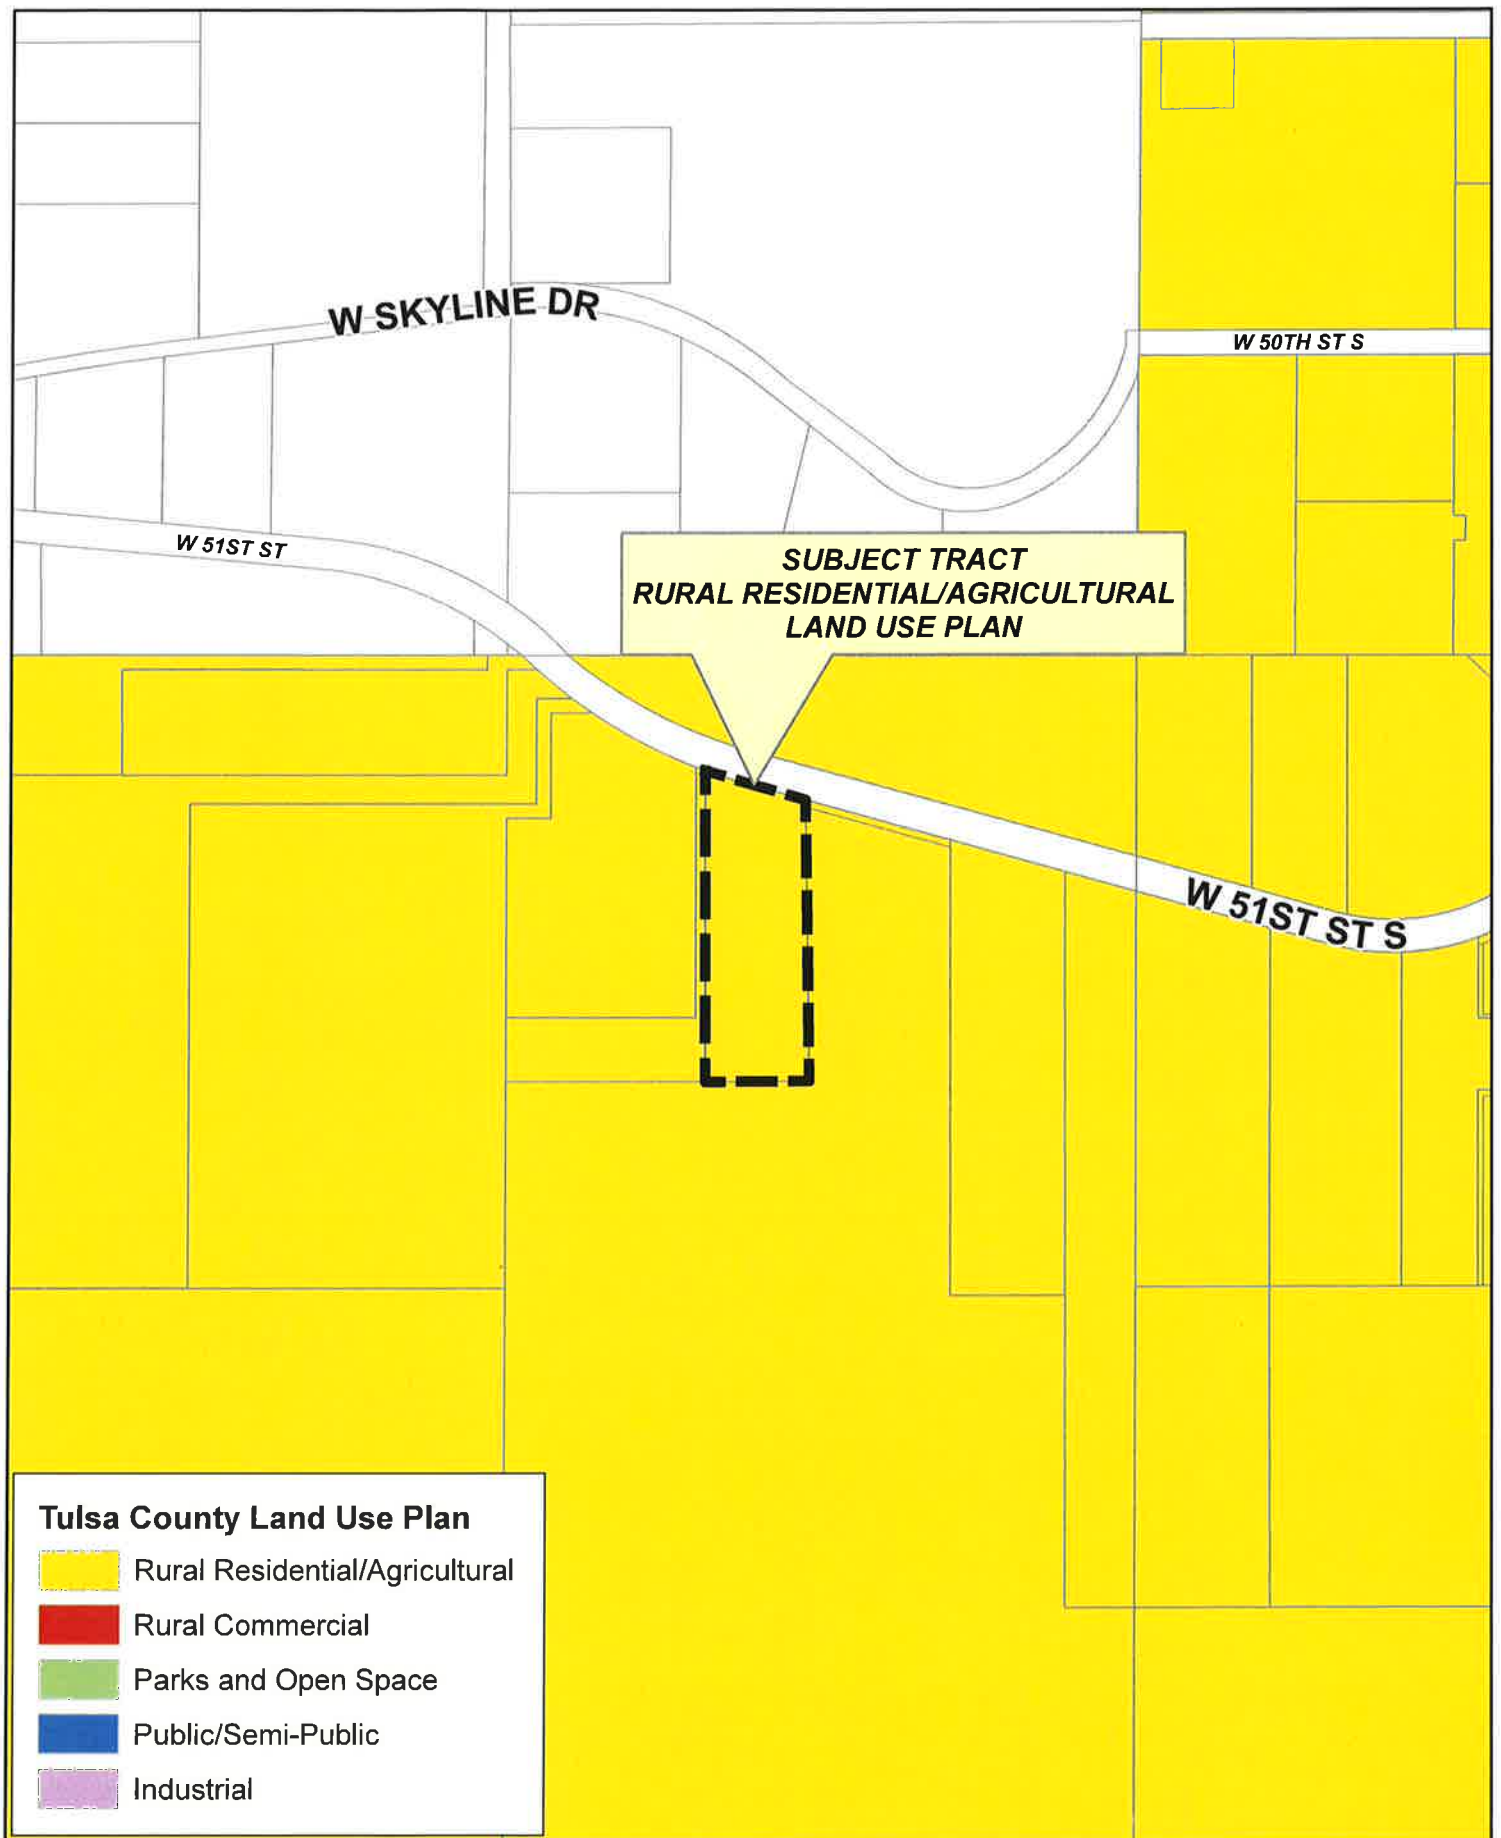 W SKYLINE DR
W 50TH ST S
W 51ST ST
SUBJECT TRACT
RURAL RESIDENTIAL/AGRICULTURAL
LAND USE PLAN
W 51ST ST S
Tulsa County Land Use Plan
Rural Residential/Agricultural
Rural Commercial
Parks and Open Space
Public/Semi-Public
Industrial